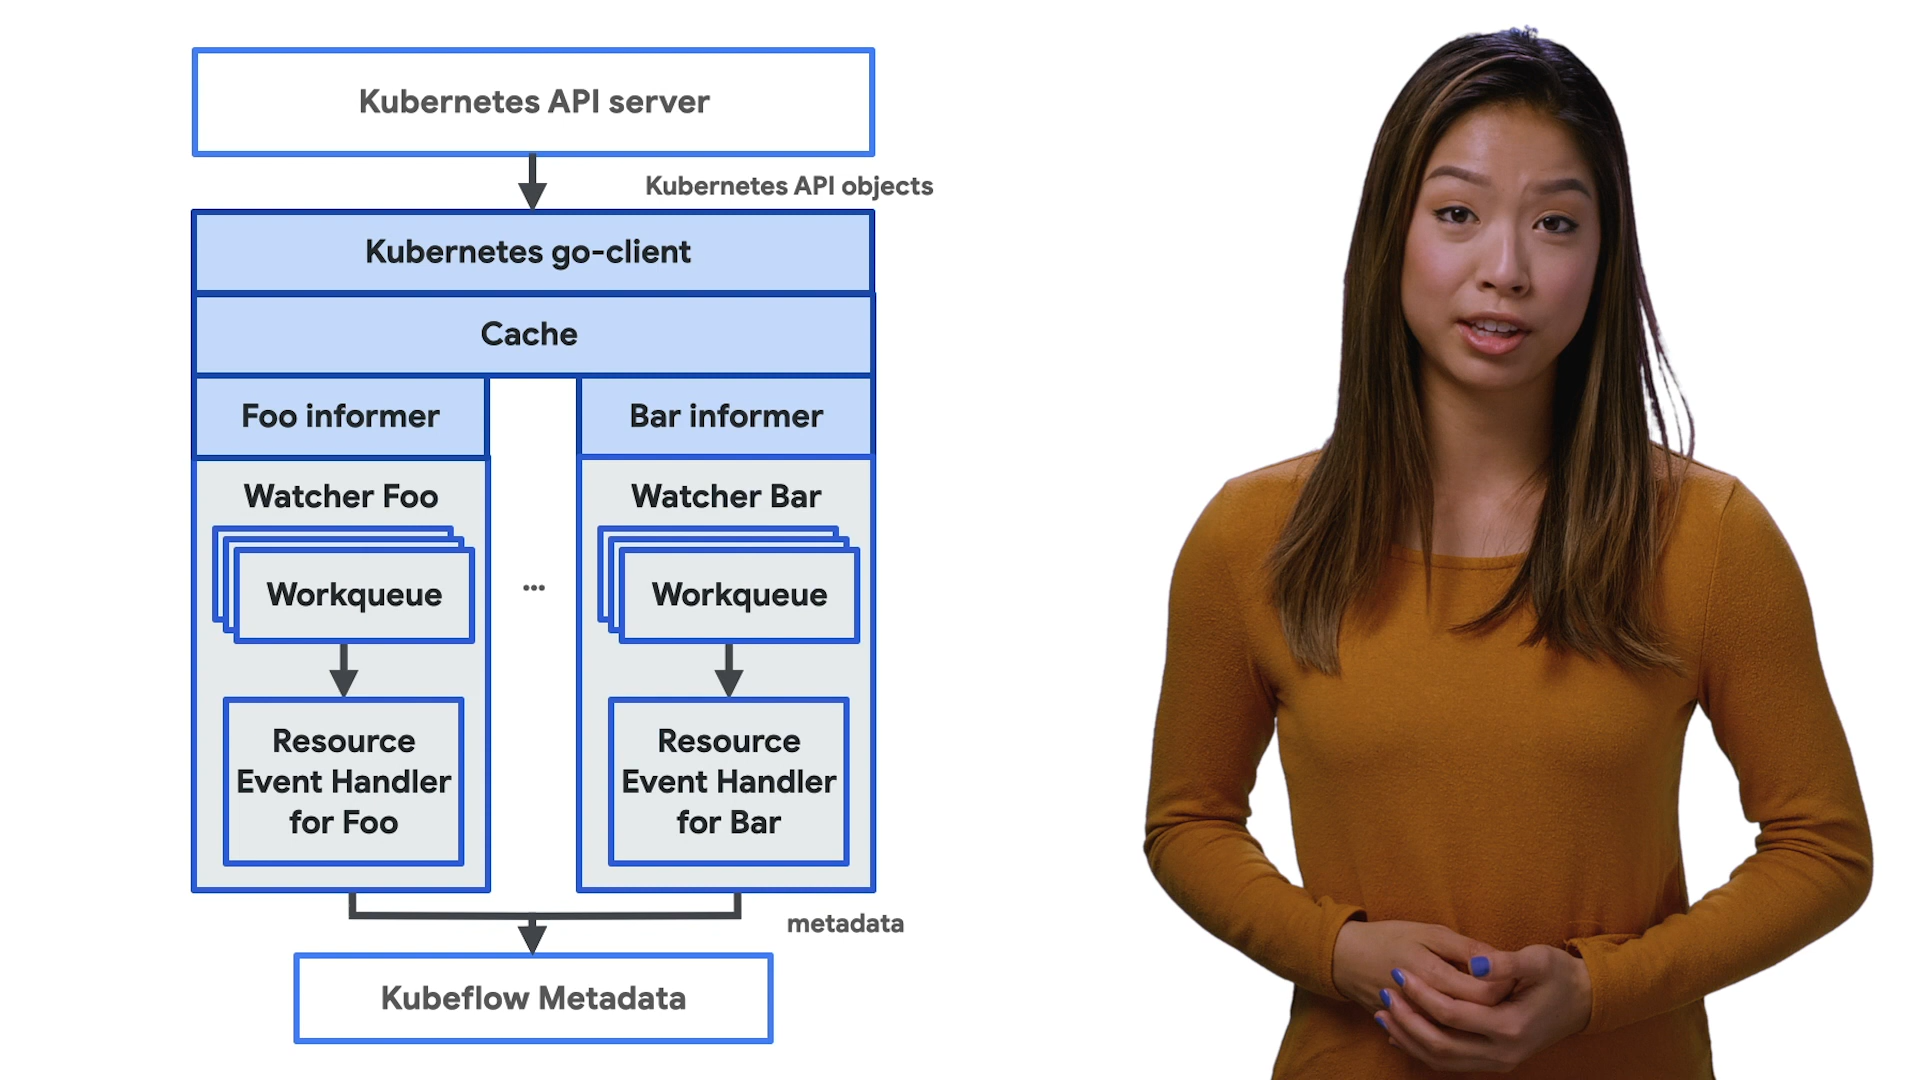 Kubernetes API server
Kubernetes API objects
Kubernetes go-client
Cache
Foo informer
Bar informer
Watcher Foo
Watcher Bar
Workqueue
...
Workqueue
Resource
Event Handler
for Foo
Resource
Event Handler
for Bar
metadata
Kubeflow Metadata